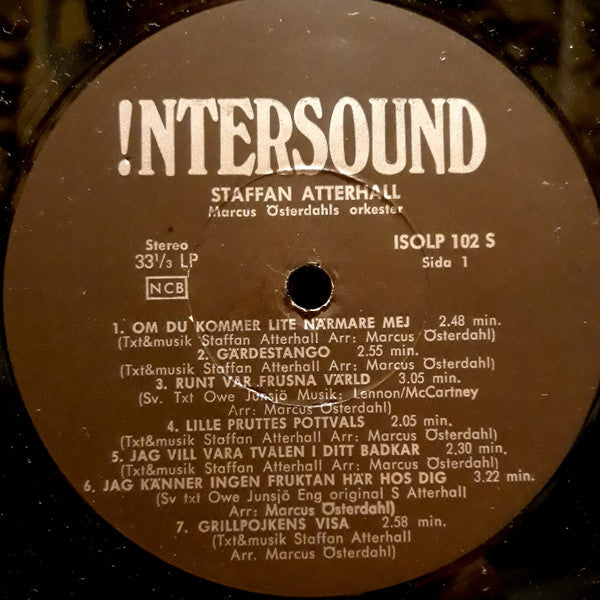 !NTERSOUND
STAFFAN ATTERHALL
Marcus Österdahls orkester
Stereo
33¹/₃ LP
NCB
ISOLP 102 S
Sida 1
1. OM DU KOMMER LITE NÄRMARE MEJ 2.48 min.
(Txt&musik Staffan Atterhall Arr: Marcus Österdahl)
2. GÄRDESTANGO 2.55 min.
(Txt&musik Staffan Atterhall Arr: Marcus Österdahl)
3. RUNT VAR FRUSNA VÄRLD 3.05 min.
(Sv. Txt Owe Junsjö Musik: Lennon/McCartney
Arr: Marcus Österdahl)
4. LILLE PRUTTES POTTVALS 2.05 min.
(Txt&musik Staffan Atterhall Arr: Marcus Österdahl)
5. JAG VILL VARA TVALEN I DITT BADKAR 2.30 min.
(Txt&musik Staffan Atterhall Arr: Marcus Österdahl)
6. JAG KÄNNER INGEN FRUKTAN HÄR HOS DIG 3.22 min.
(Sv txt Owe Junsjö Eng original S Atterhall
Arr: Marcus Österdahl)
7. GRILLPOJKENS VISA 2.58 min.
(Txt&musik Staffan Atterhall
Arr. Marcus Österdahl)